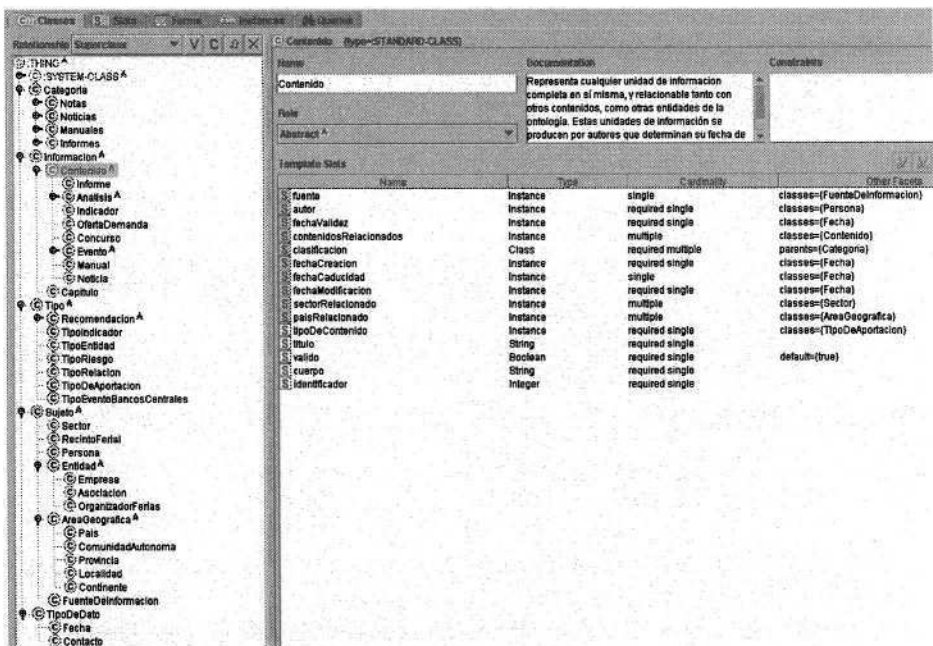 Classes Slots Forms Instances Queries
Relationship Superclass V C
:THING A
:SYSTEM-CLASS A
Categoria
Notas
Noticias
Manuales
Informes
Informacion A
Contenido A
Informe
Analisis A
Indicador
OfertaDemanda
Concurso
Evento A
Manual
Noticia
Capitulo
Tipo A
Recomendacion A
TipoIndicador
TipoEntidad
TipoRiesgo
TipoRelacion
TipoDeAportacion
TipoEventoBancosCentrales
Sujeto A
Sector
RecintoFerial
Persona
Entidad A
Empresa
Asociacion
OrganizadorFerias
AreaGeografica A
Pais
ComunidadAutonoma
Provincia
Localidad
Continente
FuenteDeInformacion
TipoDeDato
Fecha
Contacto
C Contenido (type=:STANDARD-CLASS)
Name
Contenido
Role
Abstract A
Documentation
Representa cualquier unidad de informacion
completa en sí misma, y relacionable tanto con
otros contenidos, como otras entidades de la
ontología. Estas unidades de información se
producen por autores que determinan su fecha de
Constraints
Template Slots
Name Type Cardinality Other Facets
S fuente Instance single classes={FuenteDeInformacion}
S autor Instance required single classes={Persona}
S fechaValidez Instance required single classes={Fecha}
S contenidosRelacionados Instance multiple classes={Contenido}
S clasificacion Class required multiple parents={Categoria}
S fechaCreacion Instance required single classes={Fecha}
S fechaCaducidad Instance single classes={Fecha}
S fechaModificacion Instance required single classes={Fecha}
S sectorRelacionado Instance multiple classes={Sector}
S paisRelacionado Instance multiple classes={AreaGeografica}
S tipoDeContenido Instance required single classes={TipoDeAportacion}
S titulo String required single
S valido Boolean required single default={true}
S cuerpo String required single
S identificador Integer required single